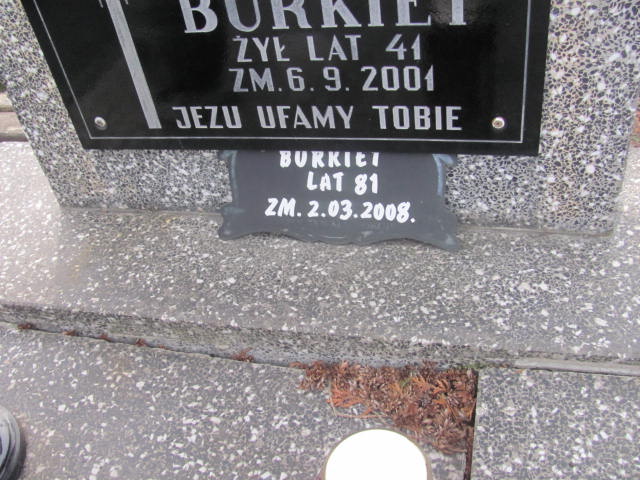 BURKIET
ŻYŁ LAT 41
ZM. 6. 9. 2001
JEZU UFAMY TOBIE
BURKIET
LAT 81
ZM. 2.03.2008.